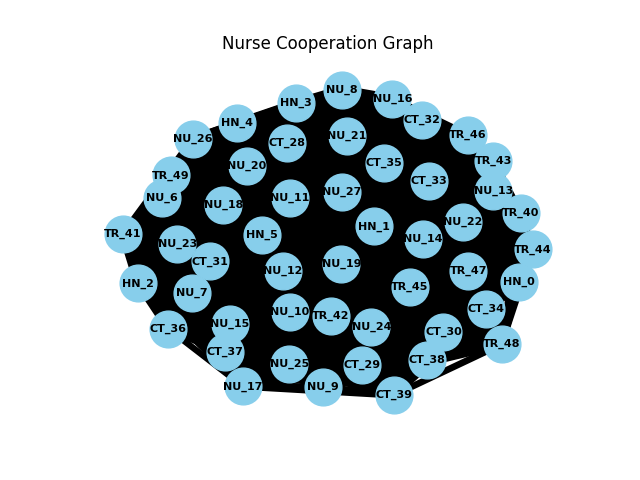 Nurse Cooperation Graph
NU_8
NU_16
HN_3
CT_32
HN_4
TR_46
NU_21
NU_26
CT_28
TR_43
CT_35
NU_20
TR_49
CT_33
NU_13
NU_27
NU_11
NU_6
NU_18
TR_40
NU_22
HN_1
TR_41
HN_5
NU_14
NU_23
TR_44
CT_31
NU_19
NU_12
TR_47
HN_0
HN_2
TR_45
NU_7
CT_34
NU_10
TR_42
NU_15
NU_24
CT_36
CT_30
TR_48
CT_37
CT_38
NU_25
CT_29
NU_17
NU_9
CT_39